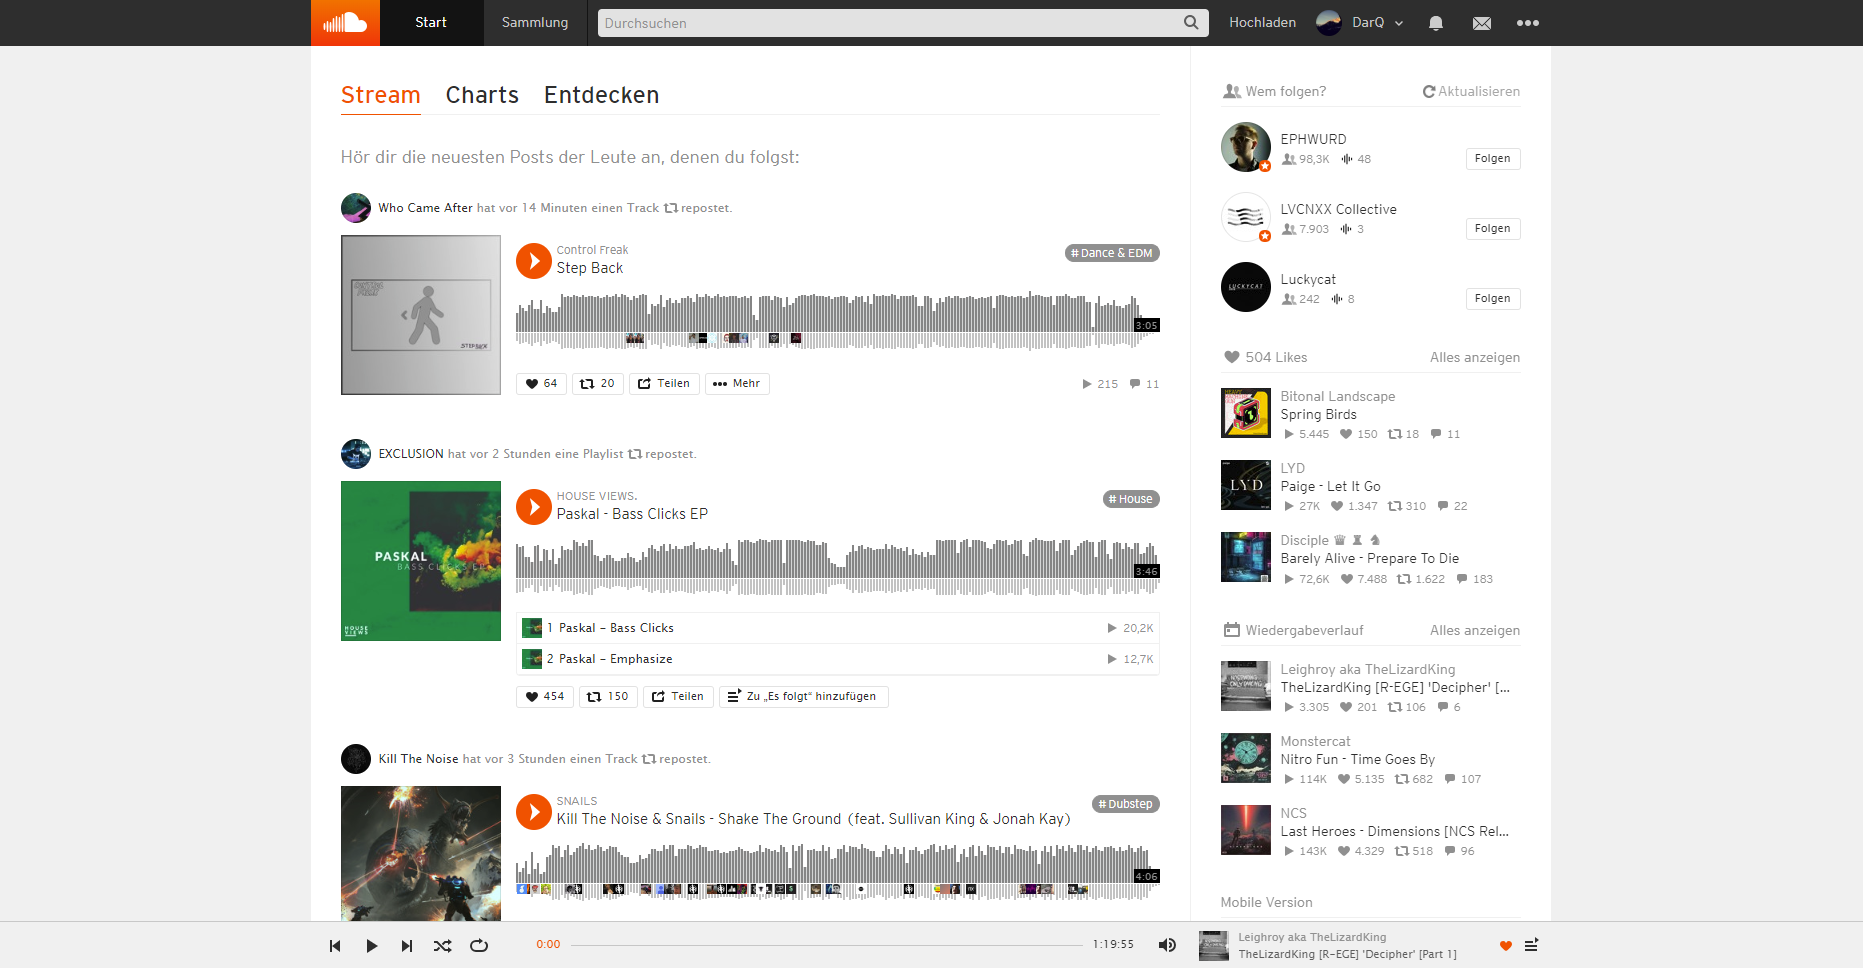 Start Sammlung Durchsuchen Hochladen DarQ
Stream Charts Entdecken
Hör dir die neuesten Posts der Leute an, denen du folgst:
Who Came After hat vor 14 Minuten einen Track repostet.
Control Freak
Step Back
# Dance & EDM
STEP BACK
3:05
64 20 Teilen Mehr
215 11
EXCLUSION hat vor 2 Stunden eine Playlist repostet.
HOUSE VIEWS.
Paskal - Bass Clicks EP
# House
PASKAL
BASS CLICKS EP
HOUSE
VIEWS
3:46
1 Paskal – Bass Clicks 20,2K
2 Paskal – Emphasize 12,7K
454 150 Teilen Zu „Es folgt“ hinzufügen
Kill The Noise hat vor 3 Stunden einen Track repostet.
SNAILS
Kill The Noise & Snails - Shake The Ground (feat. Sullivan King & Jonah Kay)
# Dubstep
4:06
Wem folgen? Aktualisieren
EPHWURD
98,3K 48
Folgen
LVCNXX Collective
7.903 3
Folgen
LUCKYCAT
Luckycat
242 8
Folgen
504 Likes Alles anzeigen
Bitonal Landscape
Spring Birds
5.445 150 18 11
LYD
LYD
Paige - Let It Go
27K 1.347 310 22
Disciple ♕ ♜ ♞
Barely Alive - Prepare To Die
72,6K 7.488 1.622 183
Wiedergabeverlauf Alles anzeigen
Leighroy aka TheLizardKing
TheLizardKing [R-EGE] 'Decipher' [...
3.305 201 106 6
Monstercat
Nitro Fun - Time Goes By
114K 5.135 682 107
NCS
Last Heroes - Dimensions [NCS Rel...
143K 4.329 518 96
Mobile Version
0:00 1:19:55
Leighroy aka TheLizardKing
TheLizardKing [R-EGE] 'Decipher' [Part 1]